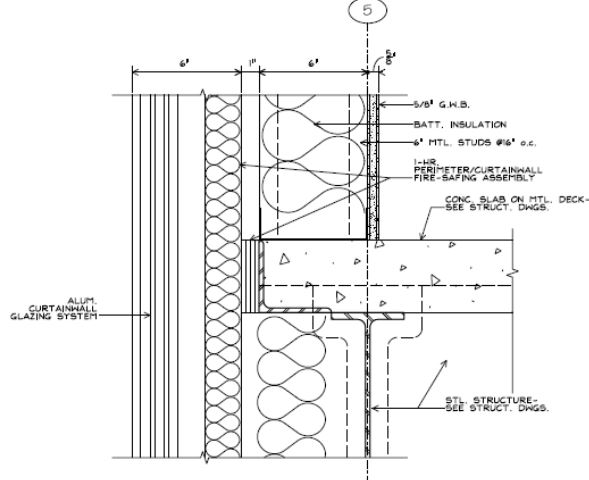 5
6" 1" 6" 5/8"
5/8" G.W.B.
BATT. INSULATION
6" MTL. STUDS @16" o.c.
1-HR.
PERIMETER/CURTAINWALL
FIRE-SAFING ASSEMBLY
CONC. SLAB ON MTL. DECK-
SEE STRUCT. DWGS.
ALUM.
CURTAINWALL
GLAZING SYSTEM
STL. STRUCTURE-
SEE STRUCT. DWGS.